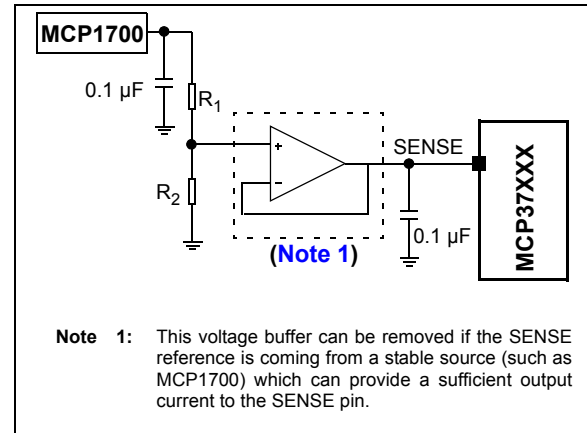 MCP1700
0.1 µF
R1
R2
+
–
SENSE
(Note 1)
0.1 µF
MCP37XXX
Note 1: This voltage buffer can be removed if the SENSE
reference is coming from a stable source (such as
MCP1700) which can provide a sufficient output
current to the SENSE pin.